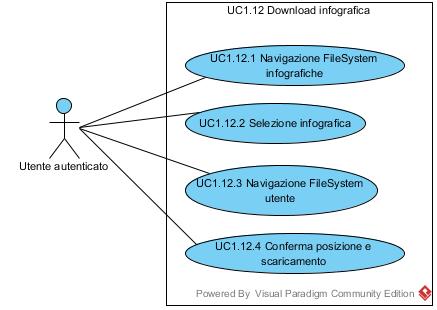 UC1.12 Download infografica
UC1.12.1 Navigazione FileSystem
infografiche
UC1.12.2 Selezione infografica
Utente autenticato
UC1.12.3 Navigazione FileSystem
utente
UC1.12.4 Conferma posizione e
scaricamento
Powered By Visual Paradigm Community Edition